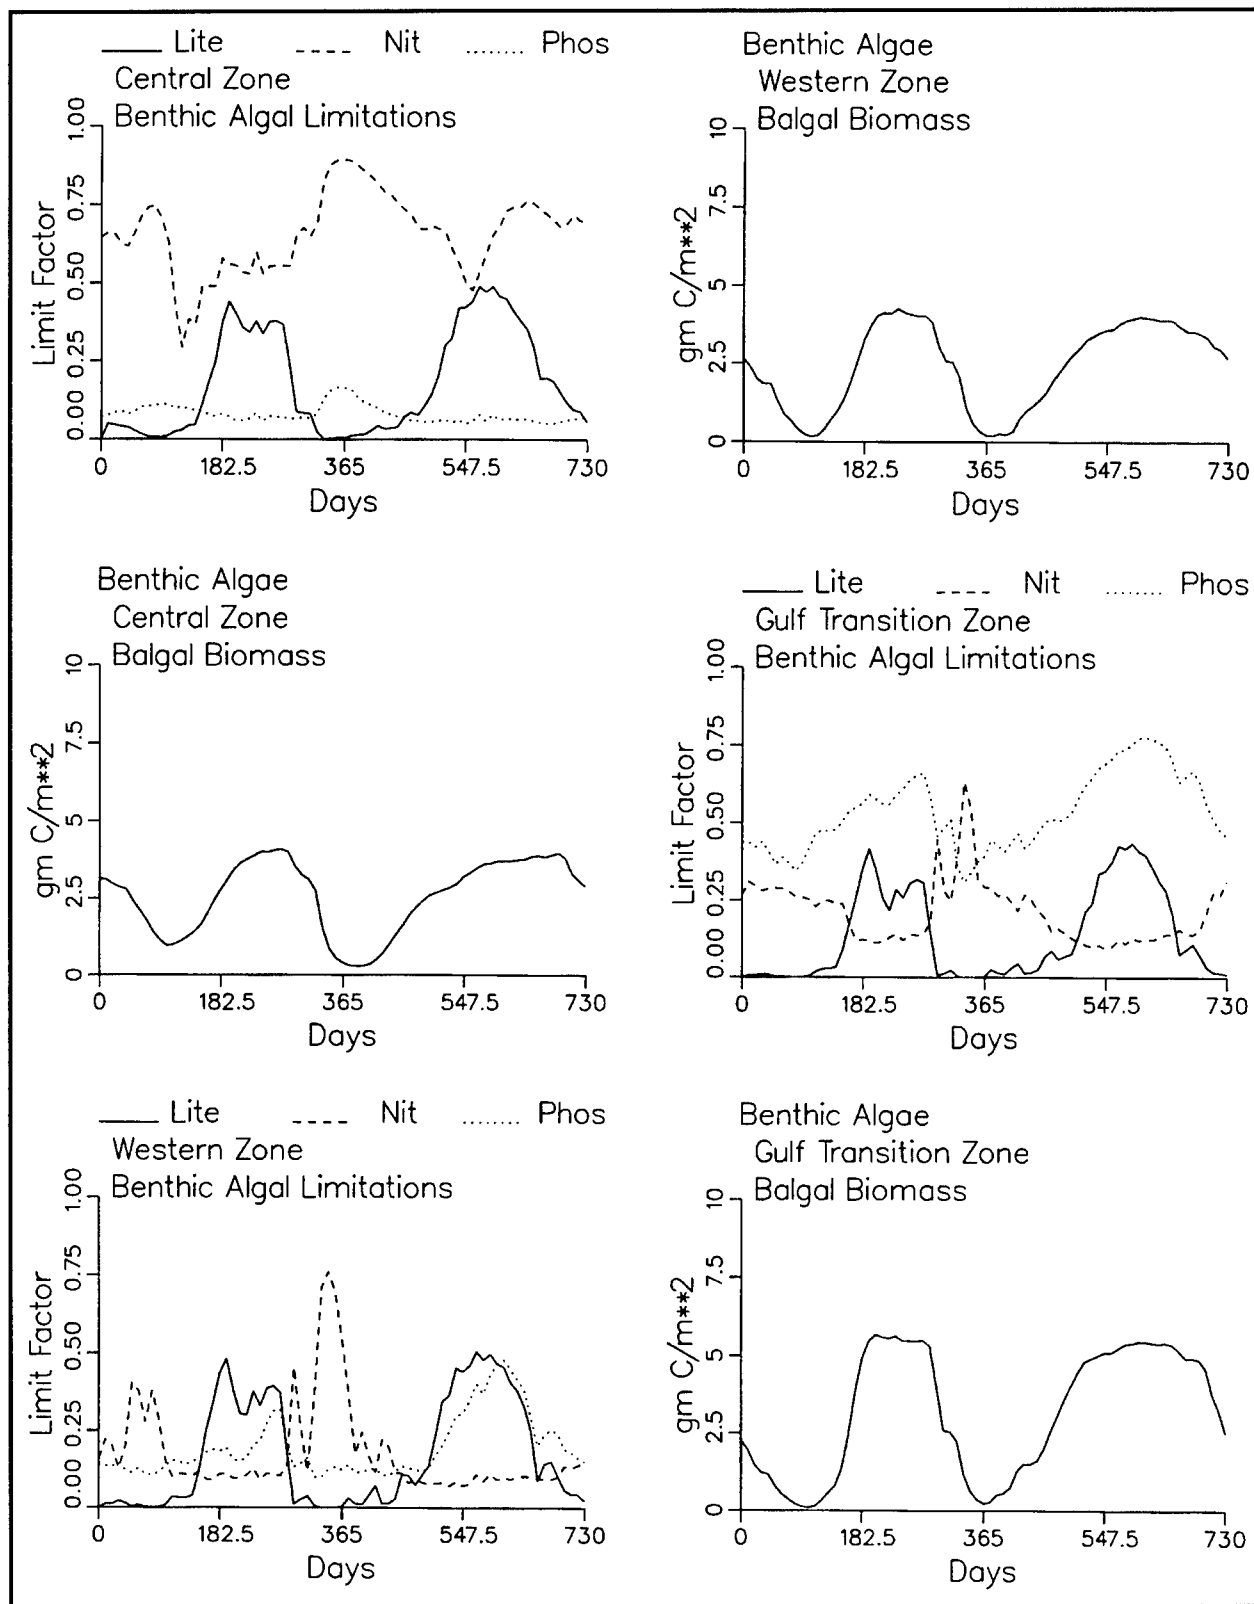 Lite Nit Phos
Central Zone
Benthic Algal Limitations
Limit Factor
1.00
0.75
0.50
0.25
0.00
0 182.5 365 547.5 730
Days
Benthic Algae
Western Zone
Balgal Biomass
gm C/m**2
10
7.5
5
2.5
0
0 182.5 365 547.5 730
Days
Benthic Algae
Central Zone
Balgal Biomass
gm C/m**2
10
7.5
5
2.5
0
0 182.5 365 547.5 730
Days
Lite Nit Phos
Gulf Transition Zone
Benthic Algal Limitations
Limit Factor
1.00
0.75
0.50
0.25
0.00
0 182.5 365 547.5 730
Days
Lite Nit Phos
Western Zone
Benthic Algal Limitations
Limit Factor
1.00
0.75
0.50
0.25
0.00
0 182.5 365 547.5 730
Days
Benthic Algae
Gulf Transition Zone
Balgal Biomass
gm C/m**2
10
7.5
5
2.5
0
0 182.5 365 547.5 730
Days